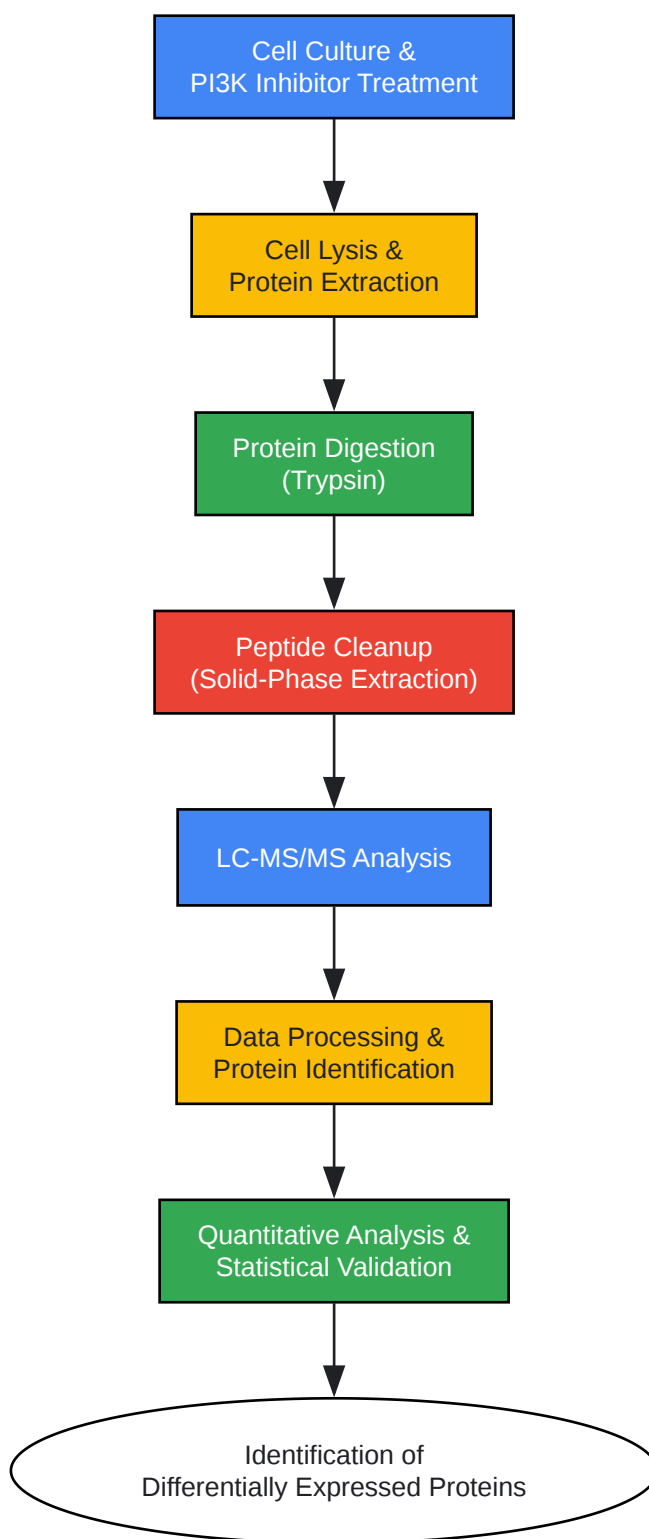 Cell Culture &
PI3K Inhibitor Treatment
Cell Lysis &
Protein Extraction
Protein Digestion
(Trypsin)
Peptide Cleanup
(Solid-Phase Extraction)
LC-MS/MS Analysis
Data Processing &
Protein Identification
Quantitative Analysis &
Statistical Validation
Identification of
Differentially Expressed Proteins